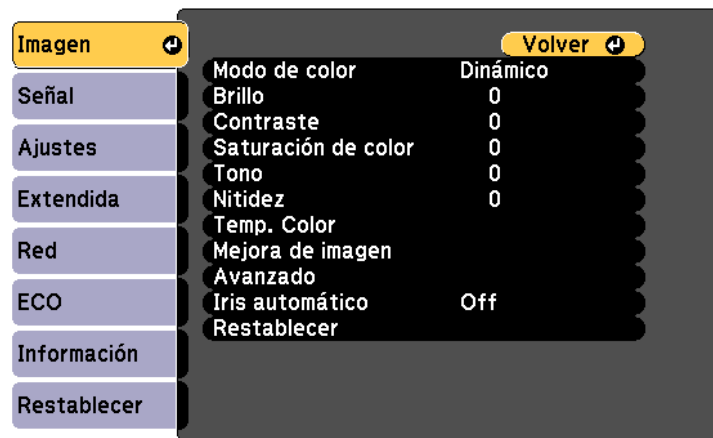 Imagen
Señal
Ajustes
Extendida
Red
ECO
Información
Restablecer
Volver
Modo de color Dinámico
Brillo 0
Contraste 0
Saturación de color 0
Tono 0
Nitidez 0
Temp. Color
Mejora de imagen
Avanzado
Iris automático Off
Restablecer